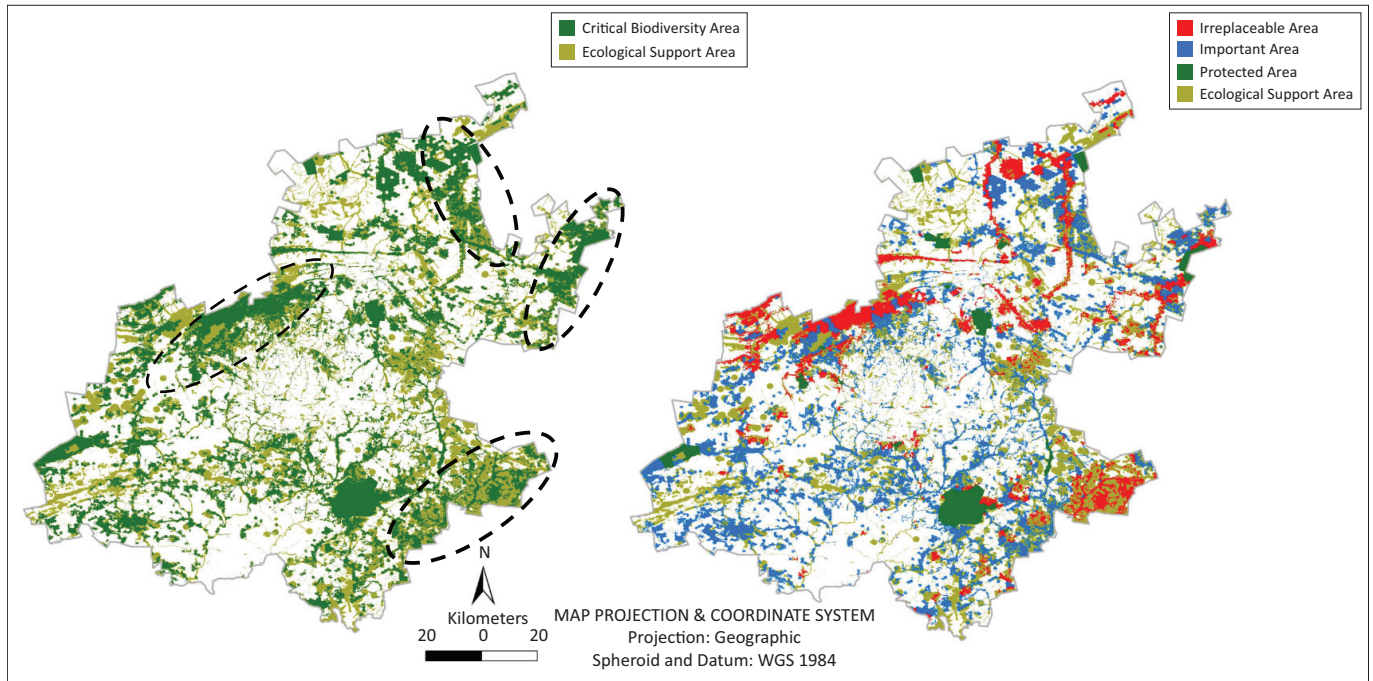 Critical Biodiversity Area
Ecological Support Area
Irreplaceable Area
Important Area
Protected Area
Ecological Support Area
N
Kilometers
20 0 20
MAP PROJECTION & COORDINATE SYSTEM
Projection: Geographic
Spheroid and Datum: WGS 1984